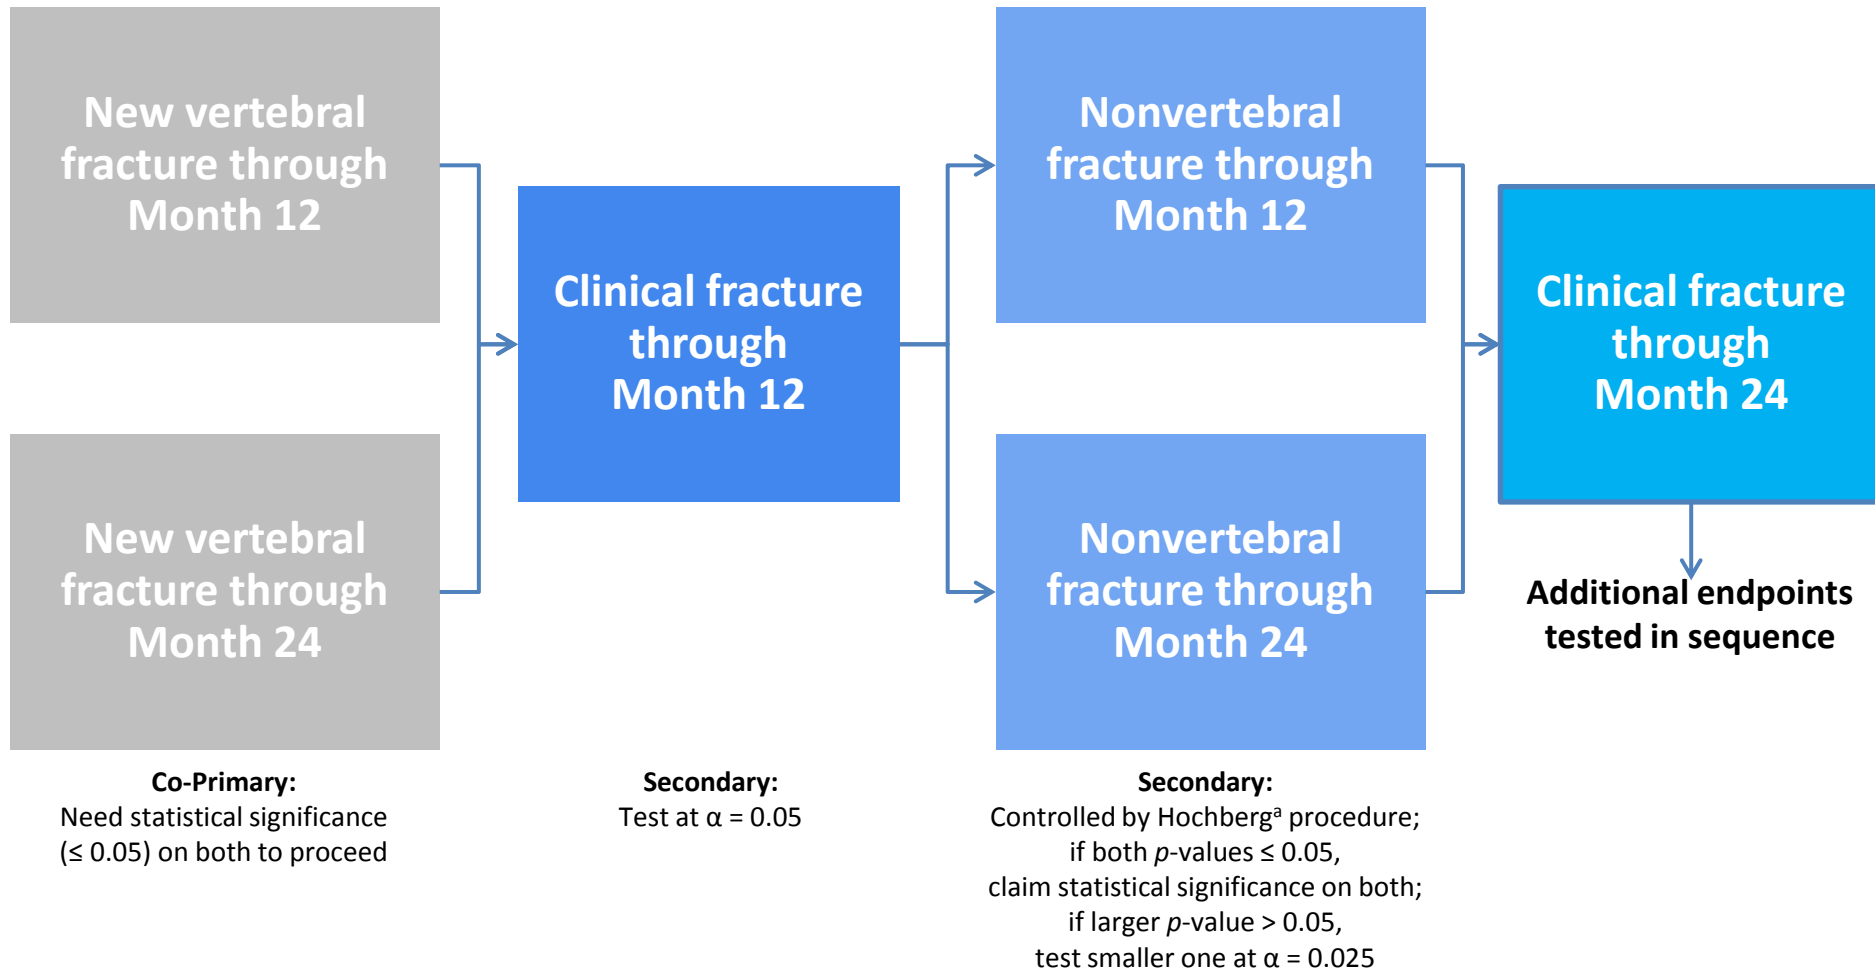 New vertebral
fracture through
Month 12
New vertebral
fracture through
Month 24
Co-Primary:
Need statistical significance
(≤ 0.05) on both to proceed
Clinical fracture
through
Month 12
Secondary:
Test at α = 0.05
Nonvertebral
fracture through
Month 12
Nonvertebral
fracture through
Month 24
Secondary:
Controlled by Hochbergᵃ procedure;
if both p-values ≤ 0.05,
claim statistical significance on both;
if larger p-value > 0.05,
test smaller one at α = 0.025
Clinical fracture
through
Month 24
Additional endpoints
tested in sequence